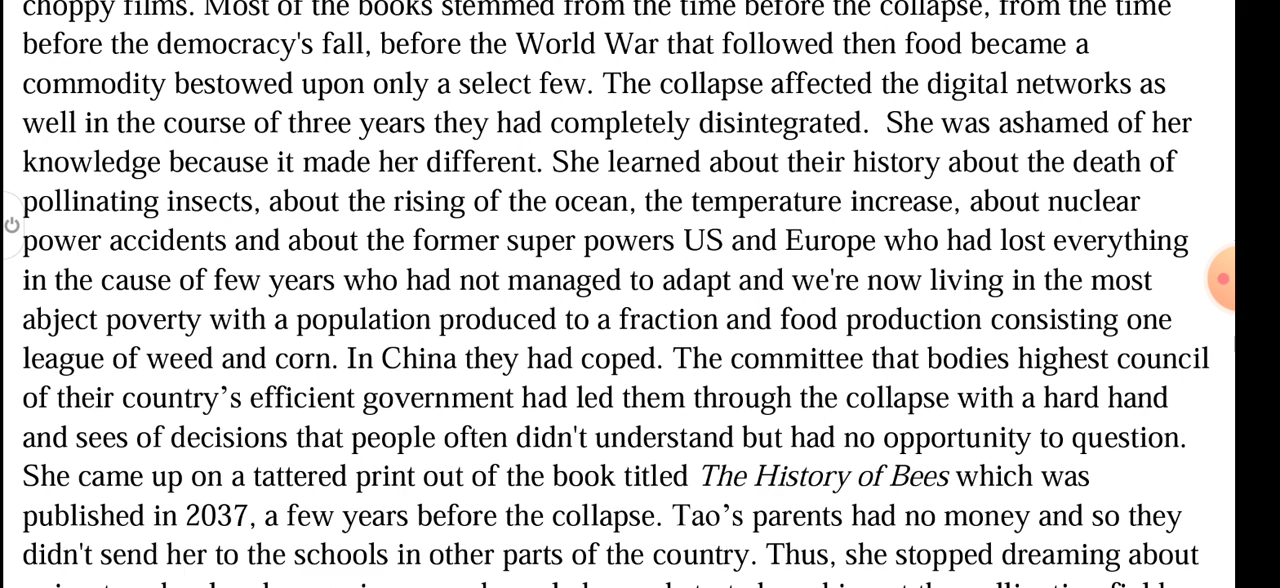 choppy films. Most of the books stemmed from the time before the collapse, from the time
before the democracy's fall, before the World War that followed then food became a
commodity bestowed upon only a select few. The collapse affected the digital networks as
well in the course of three years they had completely disintegrated.  She was ashamed of her
knowledge because it made her different. She learned about their history about the death of
pollinating insects, about the rising of the ocean, the temperature increase, about nuclear
power accidents and about the former super powers US and Europe who had lost everything
in the cause of few years who had not managed to adapt and we're now living in the most
abject poverty with a population produced to a fraction and food production consisting one
league of weed and corn. In China they had coped. The committee that bodies highest council
of their country’s efficient government had led them through the collapse with a hard hand
and sees of decisions that people often didn't understand but had no opportunity to question.
She came up on a tattered print out of the book titled The History of Bees which was
published in 2037, a few years before the collapse. Tao’s parents had no money and so they
didn't send her to the schools in other parts of the country. Thus, she stopped dreaming about